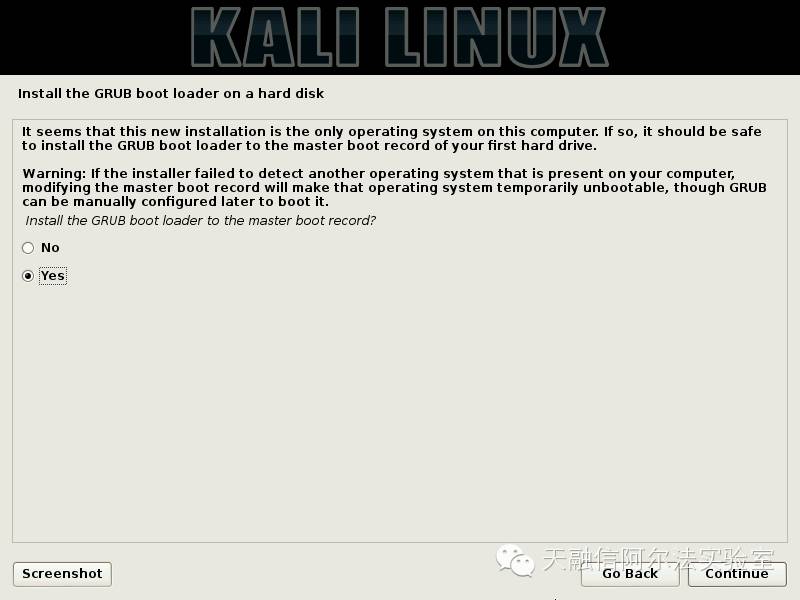 KALI LINUX
Install the GRUB boot loader on a hard disk
It seems that this new installation is the only operating system on this computer. If so, it should be safe
to install the GRUB boot loader to the master boot record of your first hard drive.
Warning: If the installer failed to detect another operating system that is present on your computer,
modifying the master boot record will make that operating system temporarily unbootable, though GRUB
can be manually configured later to boot it.
Install the GRUB boot loader to the master boot record?
No
Yes
天融信阿尔法实验室
Screenshot
Go Back
Continue